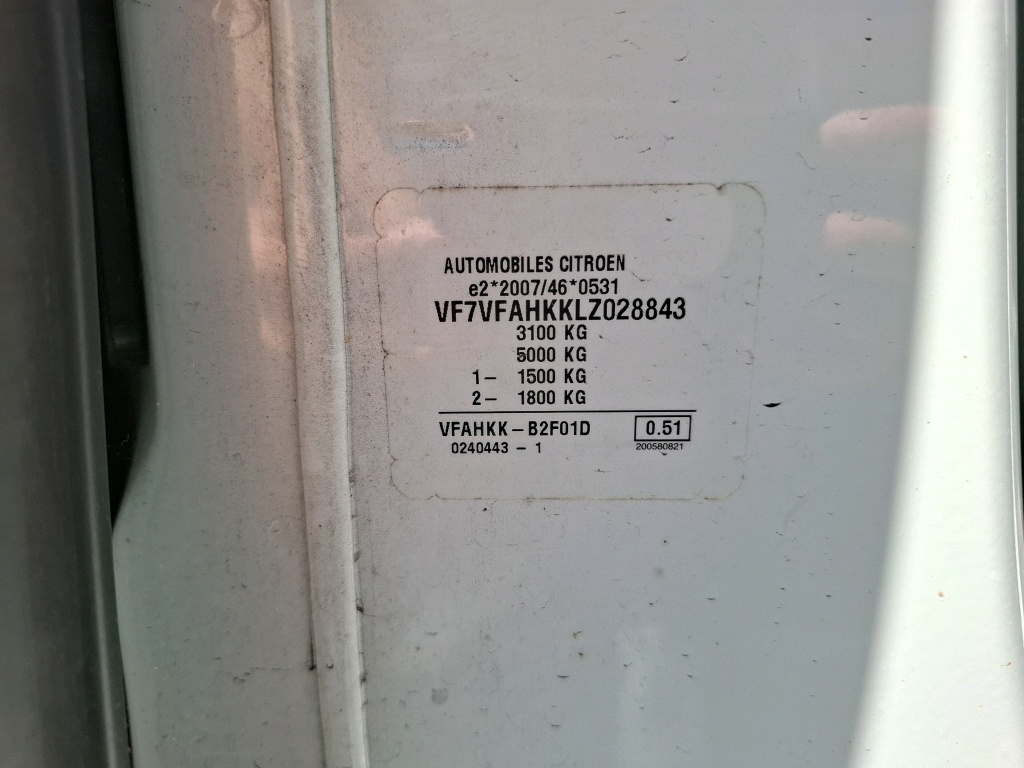 AUTOMOBILES CITROEN
e2*2007/46*0531
VF7VFAHKKLZ028843
3100 KG
5000 KG
1- 1500 KG
2- 1800 KG
VFAHKK-B2F01D 0.51
0240443 - 1 200580821